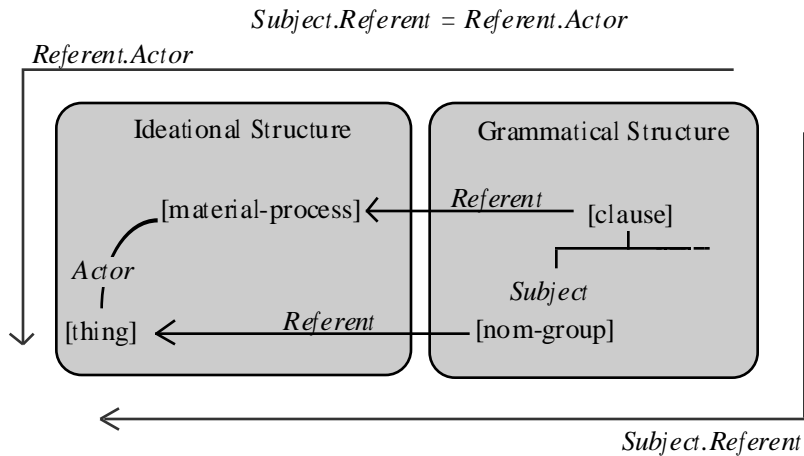 Subject.Referent = Referent.Actor
Referent.Actor
Ideational Structure
Grammatical Structure
[material-process]
Referent
[clause]
Actor
Subject
[thing]
Referent
[nom-group]
Subject.Referent